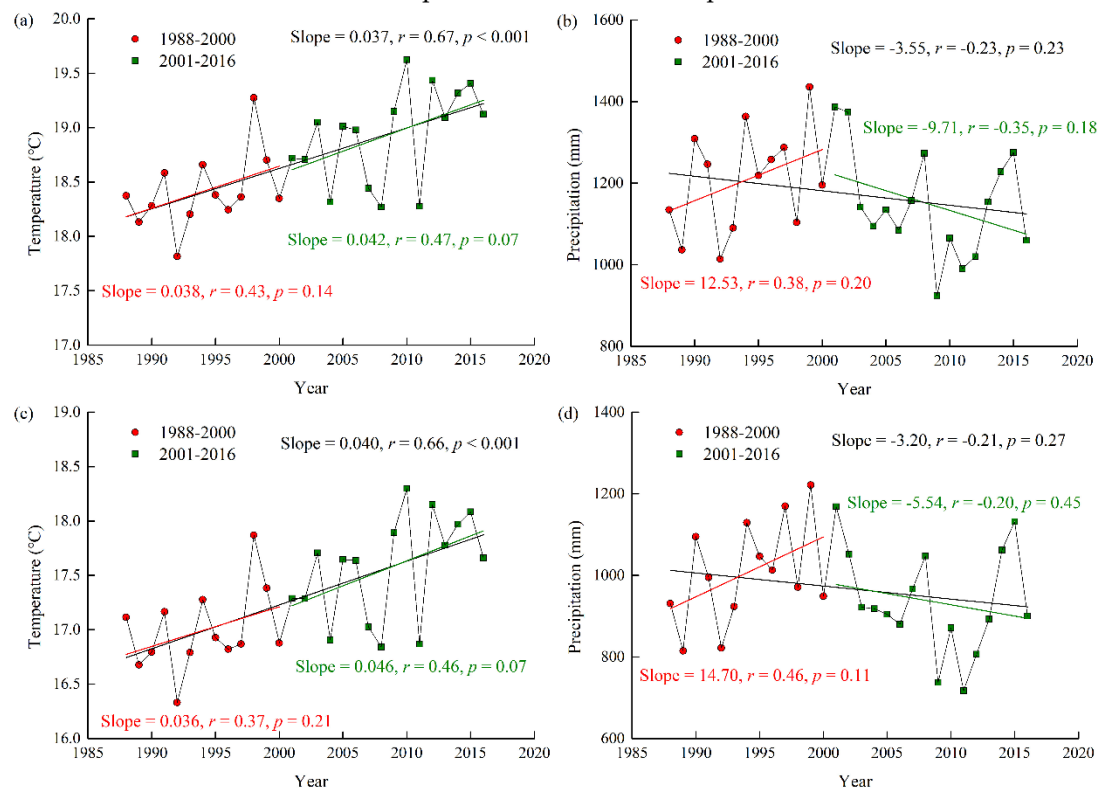 (a)
20.0
19.5
19.0
18.5
18.0
17.5
17.0
Temperature (°C)
1988-2000
2001-2016
Slope = 0.037, r = 0.67, p < 0.001
Slope = 0.042, r = 0.47, p = 0.07
Slope = 0.038, r = 0.43, p = 0.14
1985 1990 1995 2000 2005 2010 2015 2020
Year
(b)
1600
1400
1200
1000
800
Precipitation (mm)
1988-2000
2001-2016
Slope = -3.55, r = -0.23, p = 0.23
Slope = -9.71, r = -0.35, p = 0.18
Slope = 12.53, r = 0.38, p = 0.20
1985 1990 1995 2000 2005 2010 2015 2020
Year
(c)
19.0
18.5
18.0
17.5
17.0
16.5
16.0
Temperature (°C)
1988-2000
2001-2016
Slope = 0.040, r = 0.66, p < 0.001
Slope = 0.046, r = 0.46, p = 0.07
Slope = 0.036, r = 0.37, p = 0.21
1985 1990 1995 2000 2005 2010 2015 2020
Year
(d)
1400
1200
1000
800
600
Precipitation (mm)
1988-2000
2001-2016
Slope = -3.20, r = -0.21, p = 0.27
Slope = -5.54, r = -0.20, p = 0.45
Slope = 14.70, r = 0.46, p = 0.11
1985 1990 1995 2000 2005 2010 2015 2020
Year